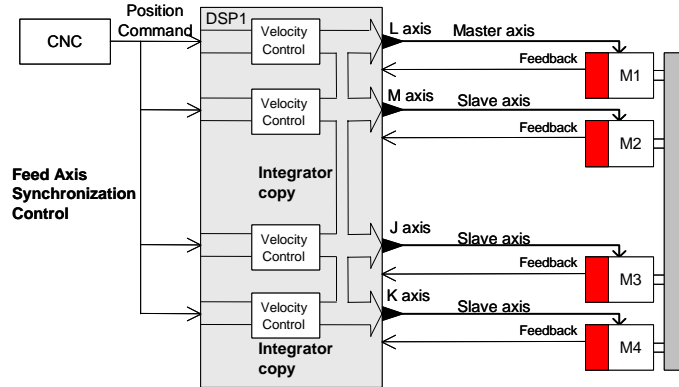 Position
Command
CNC
DSP1
Velocity
Control
L axis
Master axis
Feedback
M1
Velocity
Control
M axis
Slave axis
Feedback
M2
Feed Axis
Synchronization
Control
Integrator
copy
Velocity
Control
J axis
Slave axis
Feedback
M3
Velocity
Control
K axis
Slave axis
Feedback
M4
Integrator
copy